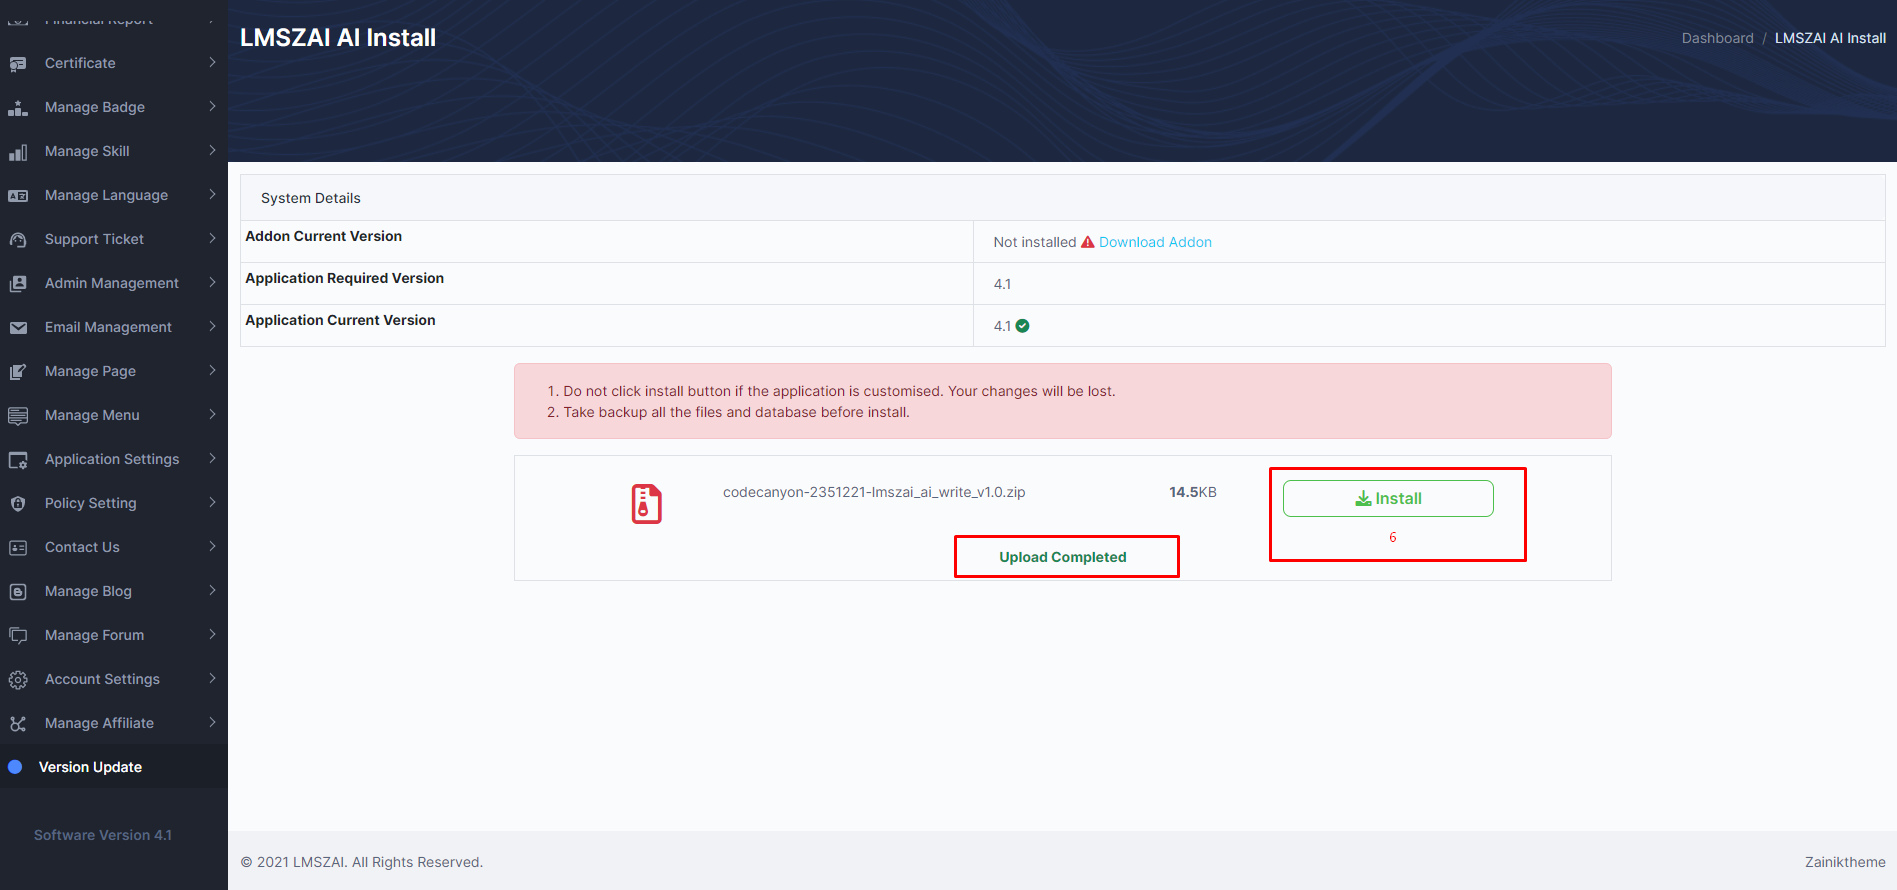 Financial Report
Certificate
Manage Badge
Manage Skill
Manage Language
Support Ticket
Admin Management
Email Management
Manage Page
Manage Menu
Application Settings
Policy Setting
Contact Us
Manage Blog
Manage Forum
Account Settings
Manage Affiliate
Version Update
Software Version 4.1
LMSZAI AI Install
Dashboard / LMSZAI AI Install
System Details
Addon Current Version
Not installed Download Addon
Application Required Version
4.1
Application Current Version
4.1
1. Do not click install button if the application is customised. Your changes will be lost.
2. Take backup all the files and database before install.
codecanyon-2351221-lmszai_ai_write_v1.0.zip
14.5KB
Install
6
Upload Completed
© 2021 LMSZAI. All Rights Reserved.
Zainiktheme